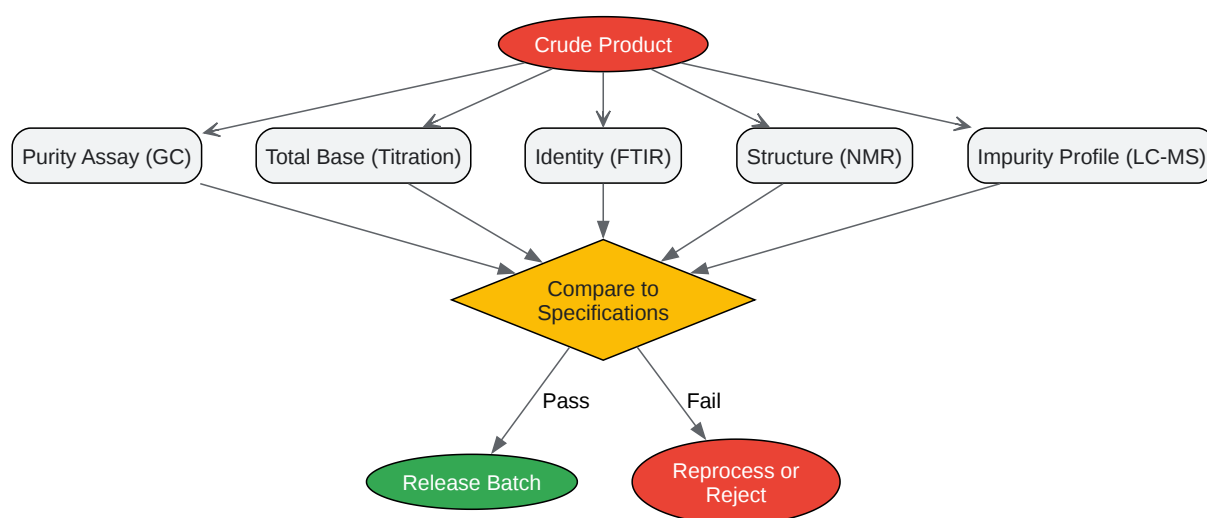 Crude Product
Purity Assay (GC)
Total Base (Titration)
Identity (FTIR)
Structure (NMR)
Impurity Profile (LC-MS)
Compare to
Specifications
Pass
Fail
Release Batch
Reprocess or
Reject